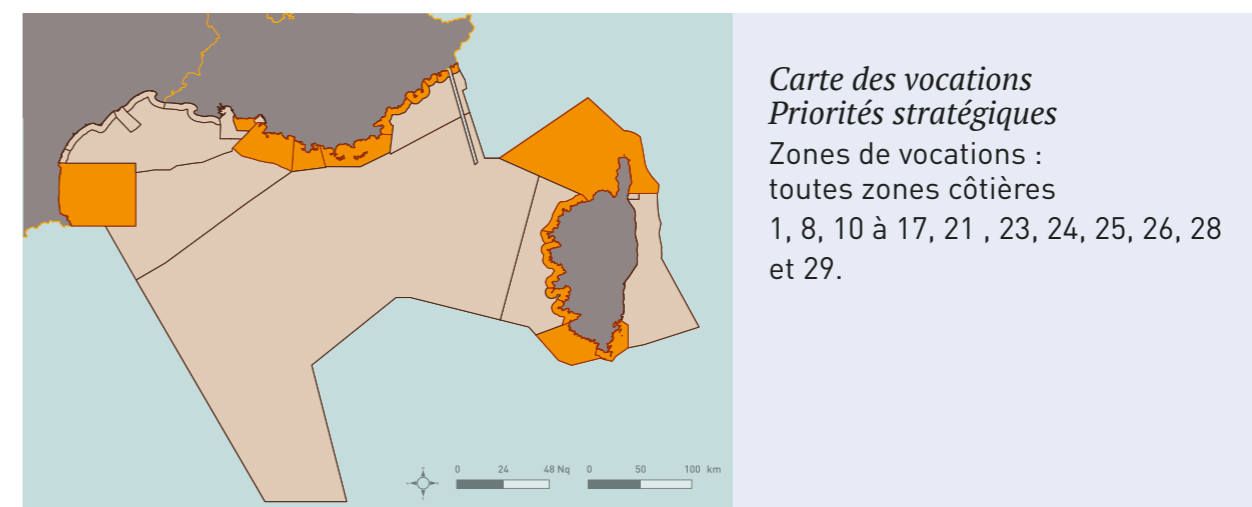 Carte des vocations
Priorités stratégiques
Zones de vocations :
toutes zones côtières
1, 8, 10 à 17, 21 , 23, 24, 25, 26, 28
et 29.
0 24 48 Nq 0 50 100 km